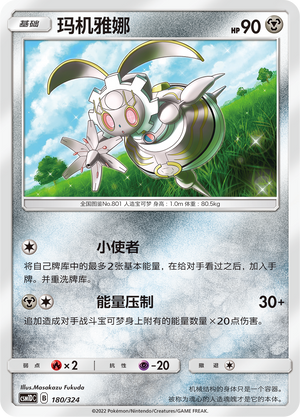 基础
玛机雅娜
HP 90
全国图鉴No.801 人造宝可梦 身高：1.0m 体重：80.5kg
小使者
将自己牌库中的最多2张基本能量，在给对手看过之后，加入手
牌。并重洗牌库。
能量压制 30+
追加造成对手战斗宝可梦身上附有的能量数量×20点伤害。
弱点 ×2 抗性 -20 撤退
Illus.Masakazu Fukuda
CSM1DC B 180/324
机械结构的身体只是一个容器。
被称为魂心的人造魂魄才是它的本体。
©2022 Pokémon/Nintendo/Creatures/GAME FREAK.